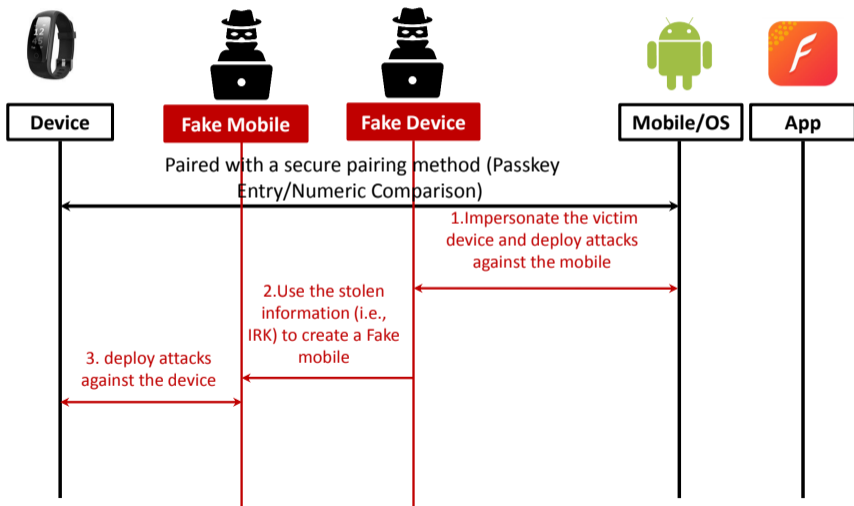 Device
Fake Mobile
Fake Device
Mobile/OS
App
Paired with a secure pairing method (Passkey
Entry/Numeric Comparison)
1.Impersonate the victim
device and deploy attacks
against the mobile
2.Use the stolen
information (i.e.,
IRK) to create a Fake
mobile
3. deploy attacks
against the device